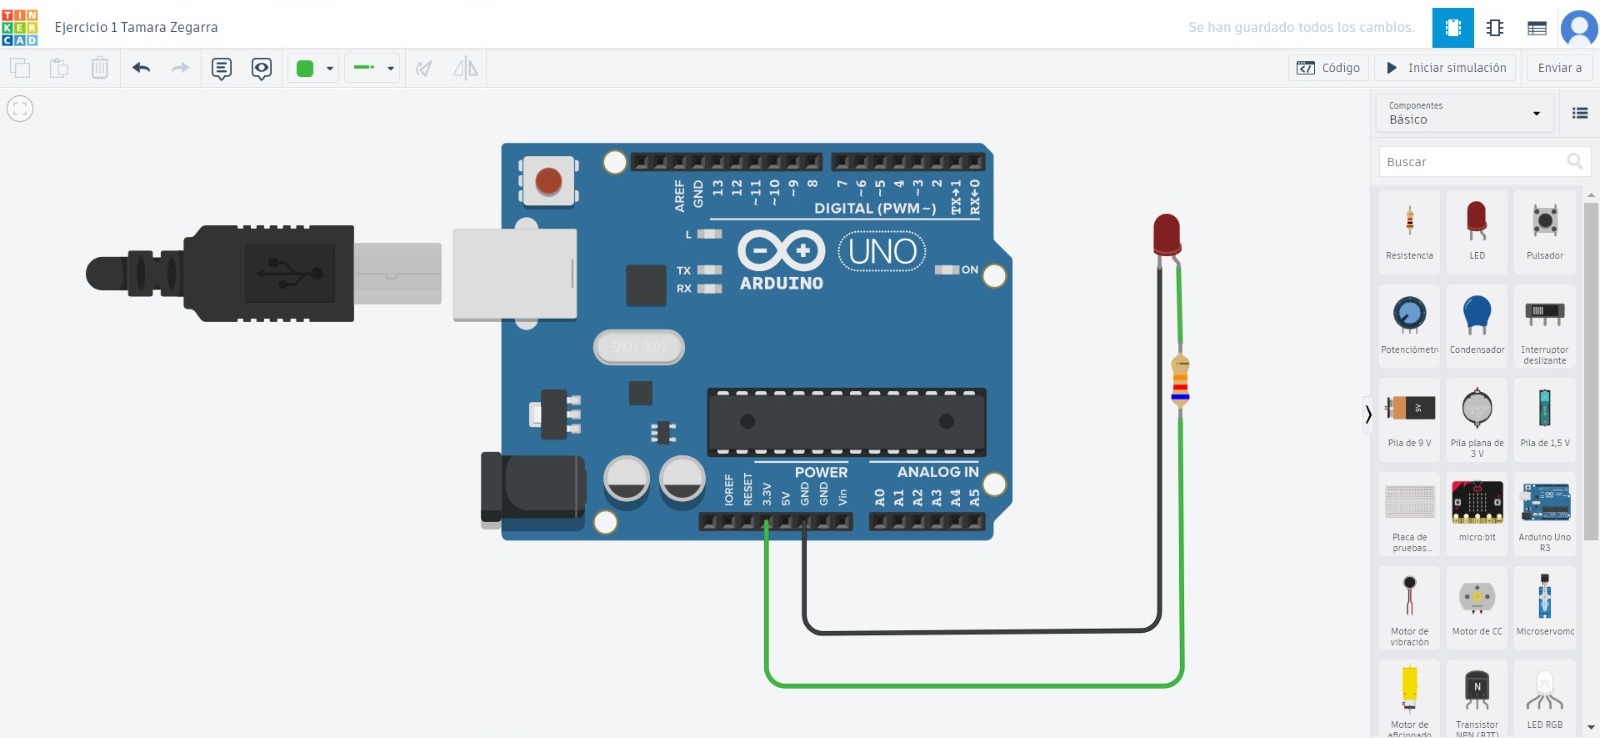 TIN
KER
CAD
Ejercicio 1 Tamara Zegarra
Se han guardado todos los cambios.
Código
Iniciar simulación
Enviar a
Componentes
Básico
Buscar
Resistencia
LED
Pulsador
Potenciómetr
Condensador
Interruptor
deslizante
9V
Pila de 9 V
Pila plana de
3 V
Pila de 1,5 V
Placa de
pruebas...
micro:bit
Arduino Uno
R3
Motor de
vibración
Motor de CC
Microservomo
Motor de
aficionado
N
Transistor
NPN (BJT)
LED RGB
AREF
GND
13
12
~11
~10
~9
8
7
~6
~5
4
~3
2
TX→1
RX←0
DIGITAL (PWM~)
L
TX
RX
UNO
ARDUINO
ON
SPK16.000G
POWER
ANALOG IN
IOREF
RESET
3.3V
5V
GND
GND
Vin
A0
A1
A2
A3
A4
A5